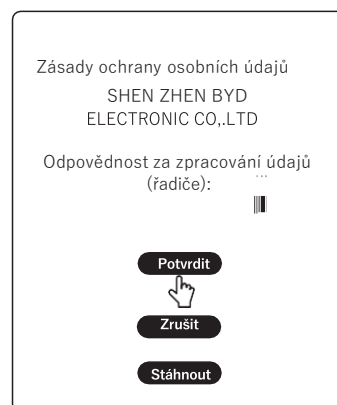 Zásady ochrany osobních údajů
SHEN ZHEN BYD
ELECTRONIC CO,.LTD
Odpovědnost za zpracování údajů
(řadiče):
...
Potvrdit
Zrušit
Stáhnout